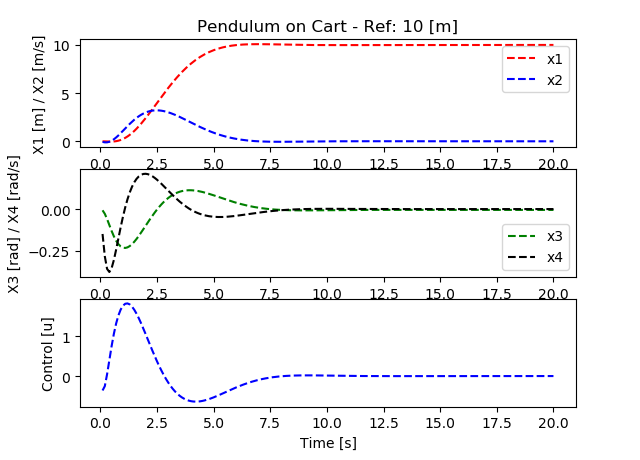 Pendulum on Cart - Ref: 10 [m]
X1 [m] / X2 [m/s]
10
5
0
x1
x2
0.0 2.5 5.0 7.5 10.0 12.5 15.0 17.5 20.0
X3 [rad] / X4 [rad/s]
0.00
−0.25
x3
x4
0.0 2.5 5.0 7.5 10.0 12.5 15.0 17.5 20.0
Control [u]
1
0
0.0 2.5 5.0 7.5 10.0 12.5 15.0 17.5 20.0
Time [s]